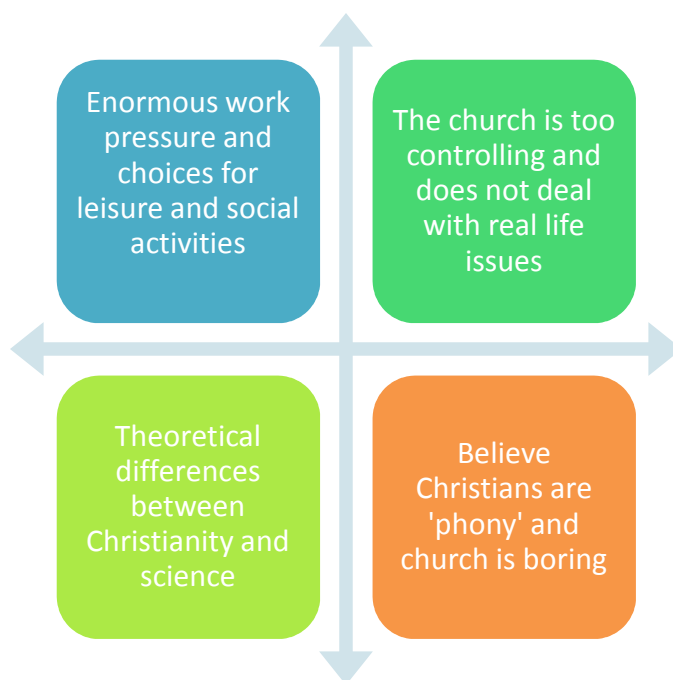 Enormous work
pressure and
choices for
leisure and social
activities
The church is too
controlling and
does not deal
with real life
issues
Theoretical
differences
between
Christianity and
science
Believe
Christians are
'phony' and
church is boring